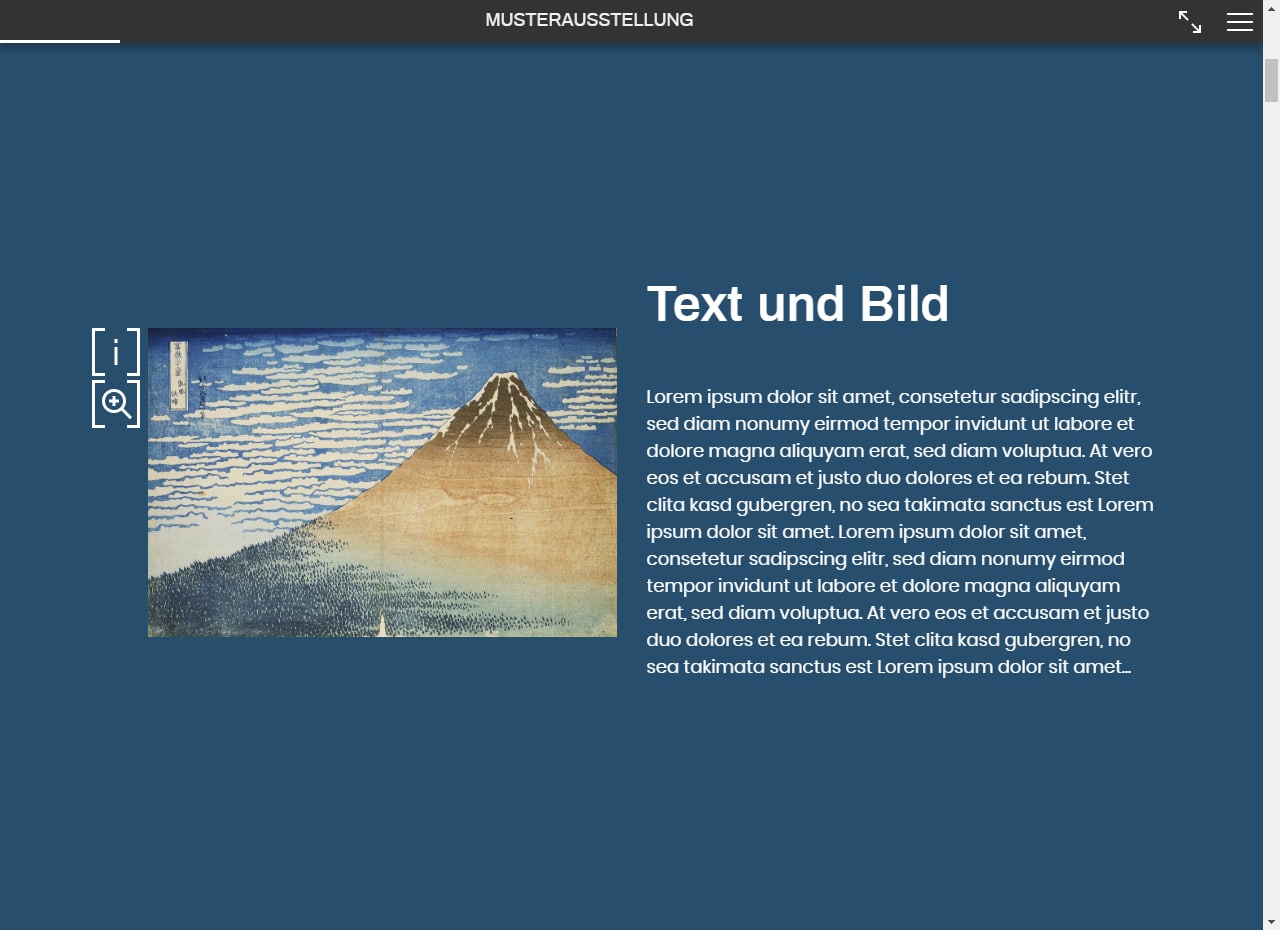 MUSTERAUSSTELLUNG
Text und Bild
i
Lorem ipsum dolor sit amet, consetetur sadipscing elitr,
sed diam nonumy eirmod tempor invidunt ut labore et
dolore magna aliquyam erat, sed diam voluptua. At vero
eos et accusam et justo duo dolores et ea rebum. Stet
clita kasd gubergren, no sea takimata sanctus est Lorem
ipsum dolor sit amet. Lorem ipsum dolor sit amet,
consetetur sadipscing elitr, sed diam nonumy eirmod
tempor invidunt ut labore et dolore magna aliquyam
erat, sed diam voluptua. At vero eos et accusam et justo
duo dolores et ea rebum. Stet clita kasd gubergren, no
sea takimata sanctus est Lorem ipsum dolor sit amet...